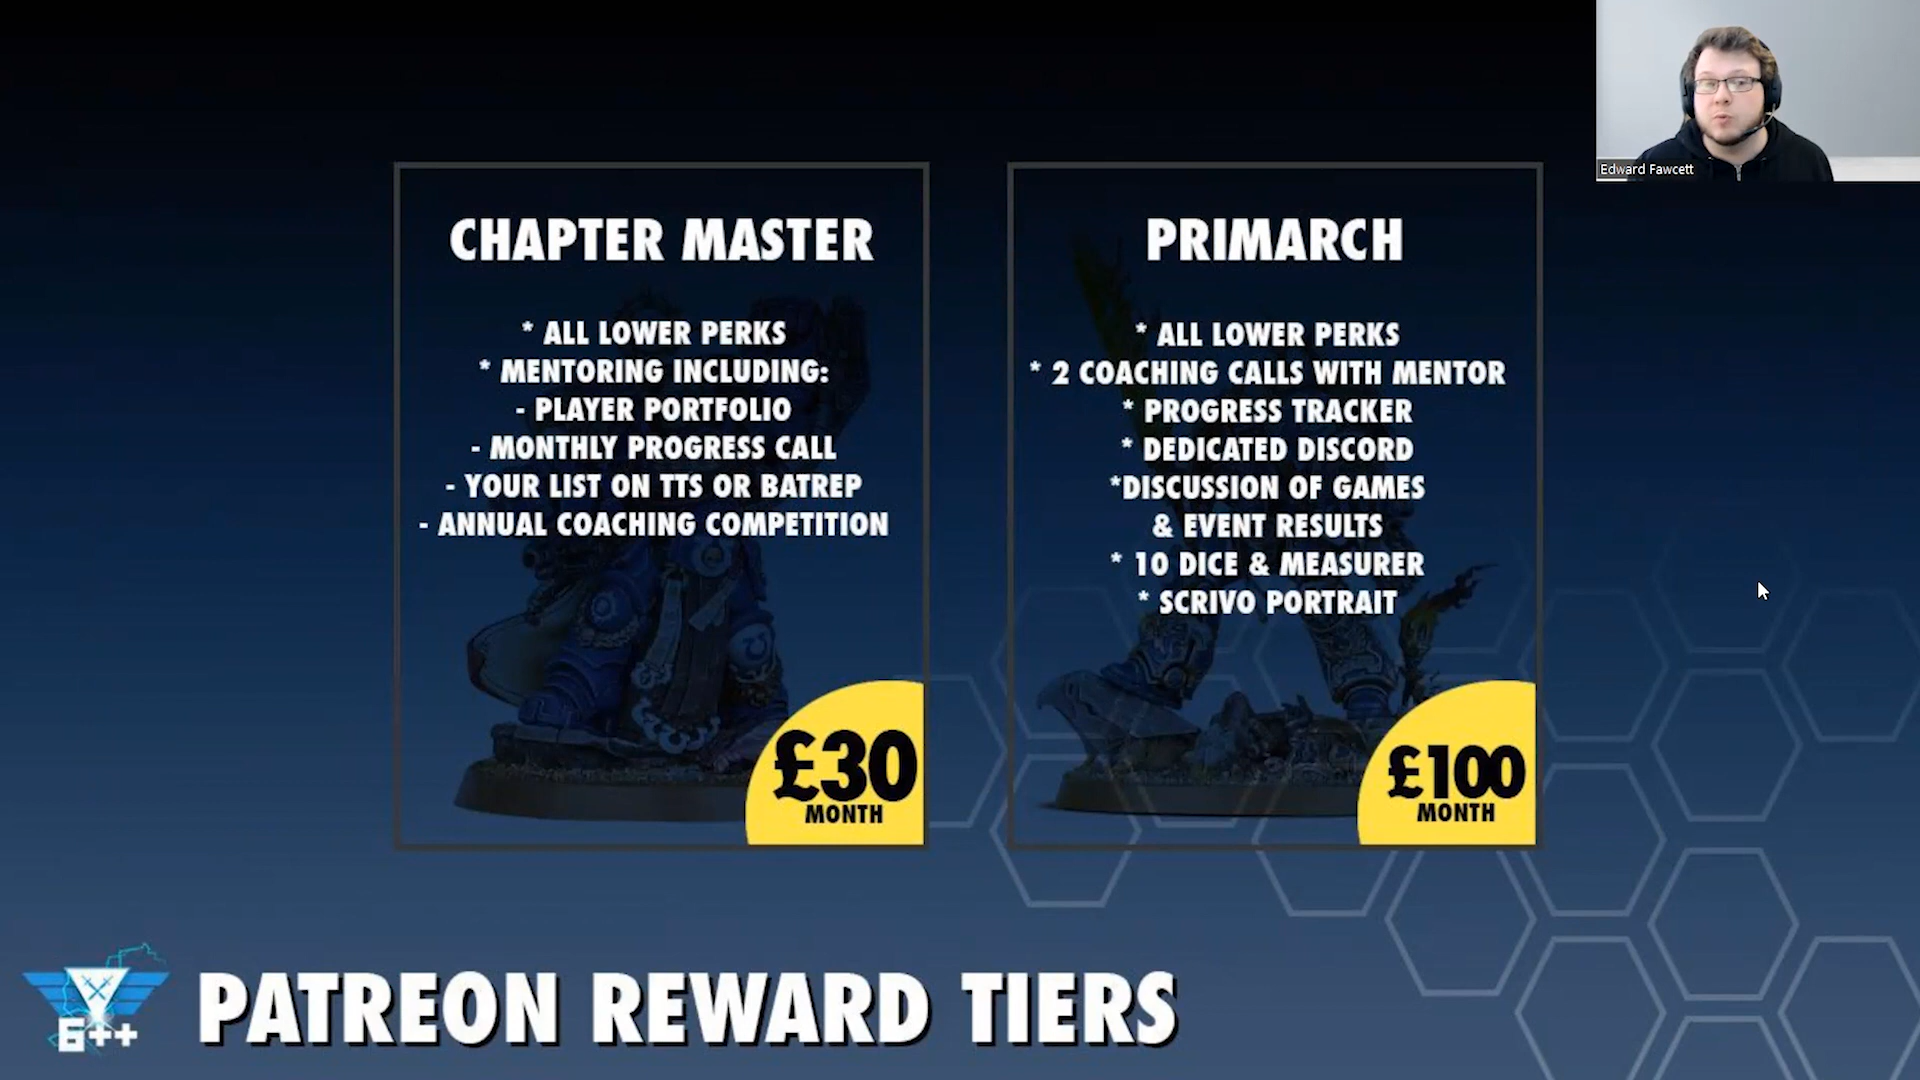 Edward Fawcett
CHAPTER MASTER
* ALL LOWER PERKS
* MENTORING INCLUDING:
- PLAYER PORTFOLIO
- MONTHLY PROGRESS CALL
- YOUR LIST ON TTS OR BATREP
- ANNUAL COACHING COMPETITION
£30
MONTH
PRIMARCH
* ALL LOWER PERKS
* 2 COACHING CALLS WITH MENTOR
* PROGRESS TRACKER
* DEDICATED DISCORD
*DISCUSSION OF GAMES
& EVENT RESULTS
* 10 DICE & MEASURER
* SCRIVO PORTRAIT
£100
MONTH
6++
PATREON REWARD TIERS